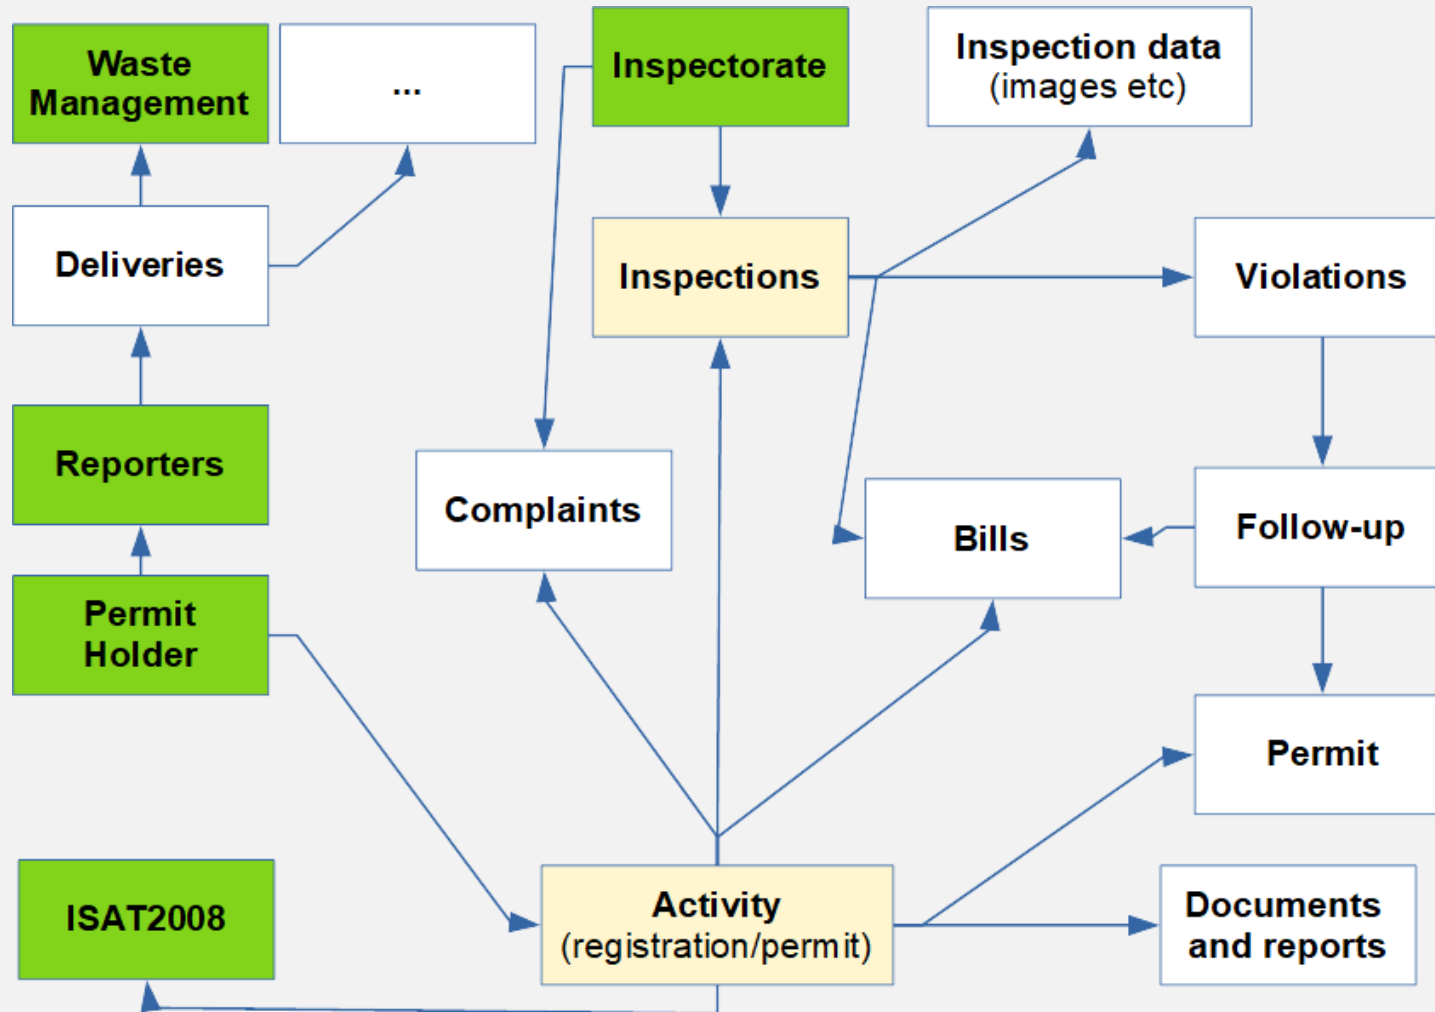 Waste
Management
...
Inspectorate
Inspection data
(images etc)
Deliveries
Inspections
Violations
Reporters
Complaints
Bills
Follow-up
Permit
Holder
Permit
ISAT2008
Activity
(registration/permit)
Documents
and reports